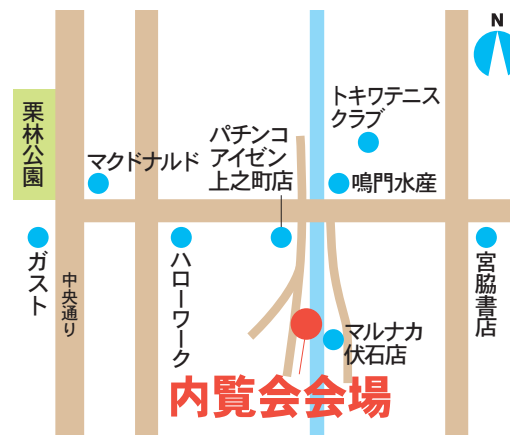 N
トキワテニス
クラブ
栗林公園
パチンコ
アイゼン
上之町店
マクドナルド
鳴門水産
ガスト
中央通り
ハローワーク
宮脇書店
マルナカ
伏石店
内覧会会場